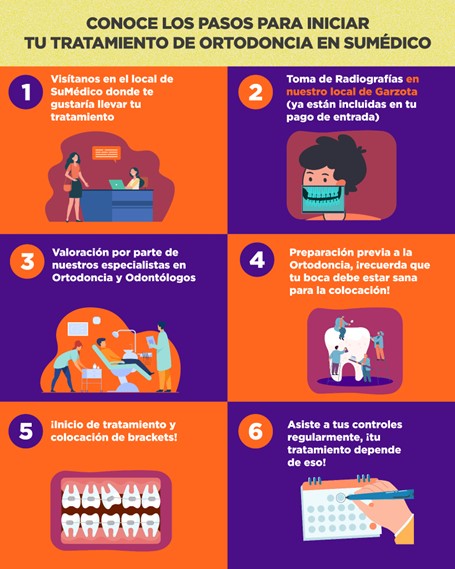 CONOCE LOS PASOS PARA INICIAR
TU TRATAMIENTO DE ORTODONCIA EN SUMÉDICO
1
Visítanos en el local de
SuMédico donde te
gustaría llevar tu
tratamiento
2
Toma de Radiografías en
nuestro local de Garzota
(ya están incluidas en tu
pago de entrada)
3
Valoración por parte de
nuestros especialistas en
Ortodoncia y Odontólogos
4
Preparación previa a la
Ortodoncia, ¡recuerda que
tu boca debe estar sana
para la colocación!
5
¡Inicio de tratamiento y
colocación de brackets!
6
Asiste a tus controles
regularmente, ¡tu
tratamiento depende
de eso!